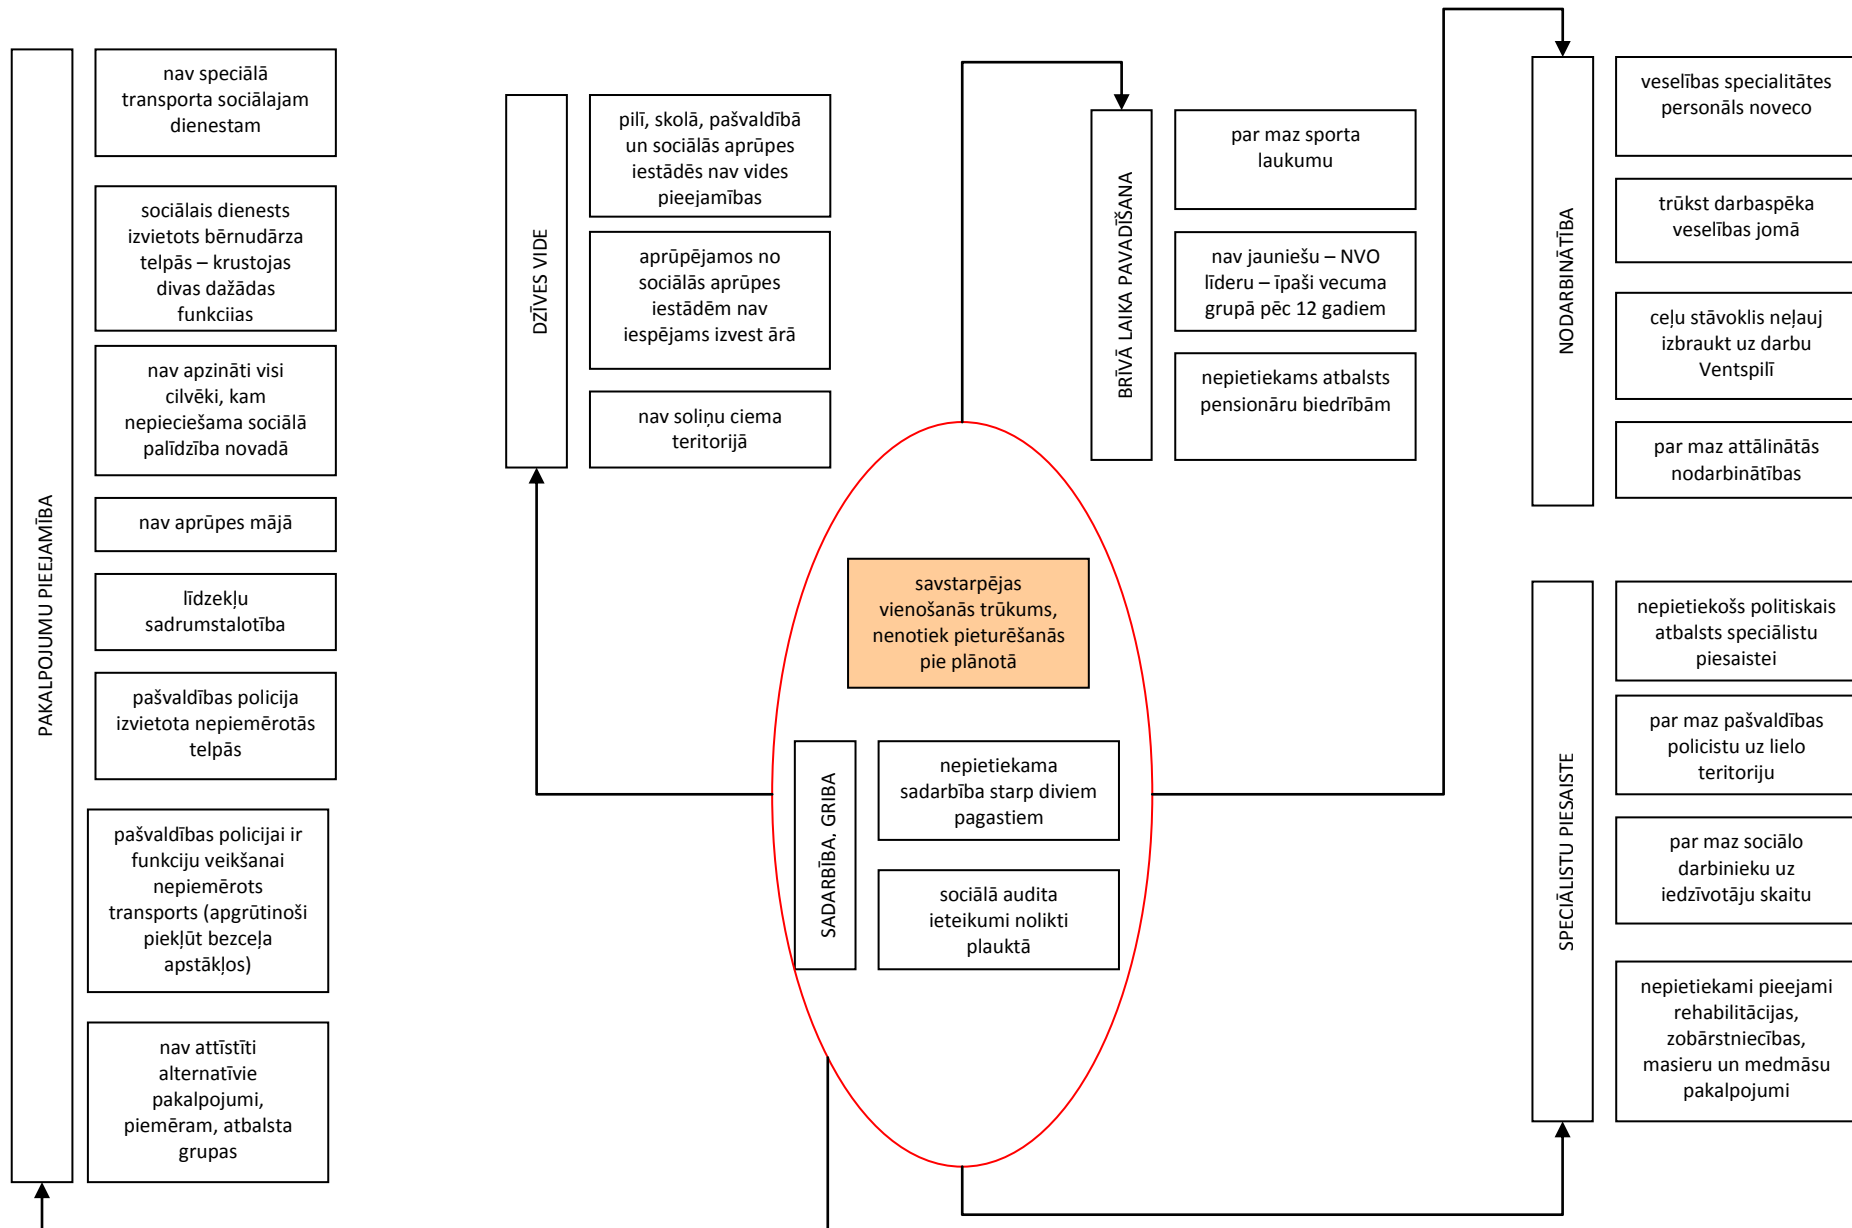 PAKALPOJUMU PIEEJAMĪBA
nav speciālā
transporta sociālajam
dienestam
sociālais dienests
izvietots bērnudārza
telpās – krustojas
divas dažādas
funkcijas
nav apzināti visi
cilvēki, kam
nepieciešama sociālā
palīdzība novadā
nav aprūpes mājā
līdzekļu
sadrumstalotība
pašvaldības policija
izvietota nepiemērotās
telpās
pašvaldības policijai ir
funkciju veikšanai
nepiemērots
transports (apgrūtinoši
piekļūt bezceļa
apstākļos)
nav attīstīti
alternatīvie
pakalpojumi,
piemēram, atbalsta
grupas
DZĪVES VIDE
pilī, skolā, pašvaldībā
un sociālās aprūpes
iestādēs nav vides
pieejamības
aprūpējamos no
sociālās aprūpes
iestādēm nav
iespējams izvest ārā
nav soliņu ciema
teritorijā
savstarpējas
vienošanās trūkums,
nenotiek pieturēšanās
pie plānotā
SADARBĪBA, GRIBA
nepietiekama
sadarbība starp diviem
pagastiem
sociālā audita
ieteikumi nolikti
plauktā
BRĪVĀ LAIKA PAVADĪŠANA
par maz sporta
laukumu
nav jauniešu – NVO
līderu – īpaši vecuma
grupā pēc 12 gadiem
nepietiekams atbalsts
pensionāru biedrībām
NODARBINĀTĪBA
veselības specialitātes
personāls noveco
trūkst darbaspēka
veselības jomā
ceļu stāvoklis neļauj
izbraukt uz darbu
Ventspilī
par maz attālinātās
nodarbinātības
SPECIĀLISTU PIESAISTE
nepietiekošs politiskais
atbalsts speciālistu
piesaistei
par maz pašvaldības
policistu uz lielo
teritoriju
par maz sociālo
darbinieku uz
iedzīvotāju skaitu
nepietiekami pieejami
rehabilitācijas,
zobārstniecības,
masieru un medmāsu
pakalpojumi